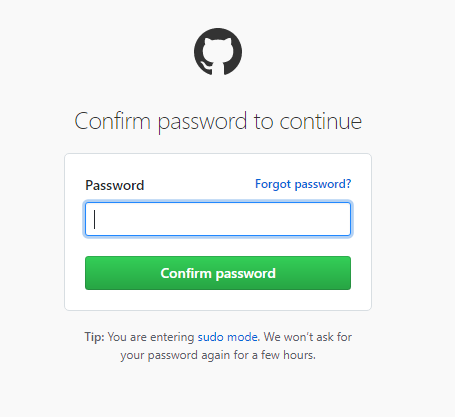 Confirm password to continue
Password Forgot password?
Confirm password
Tip: You are entering sudo mode. We won't ask for
your password again for a few hours.